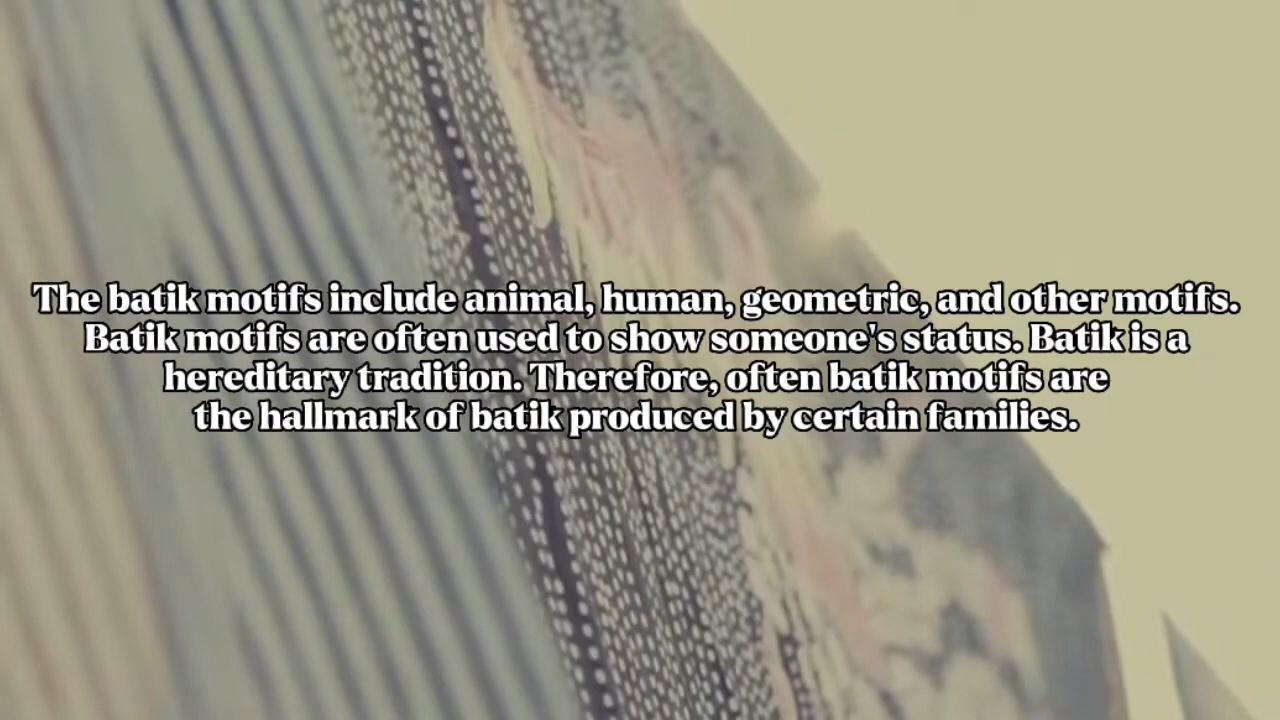 The batik motifs include animal, human, geometric, and other motifs.
Batik motifs are often used to show someone's status. Batik is a
hereditary tradition. Therefore, often batik motifs are
the hallmark of batik produced by certain families.